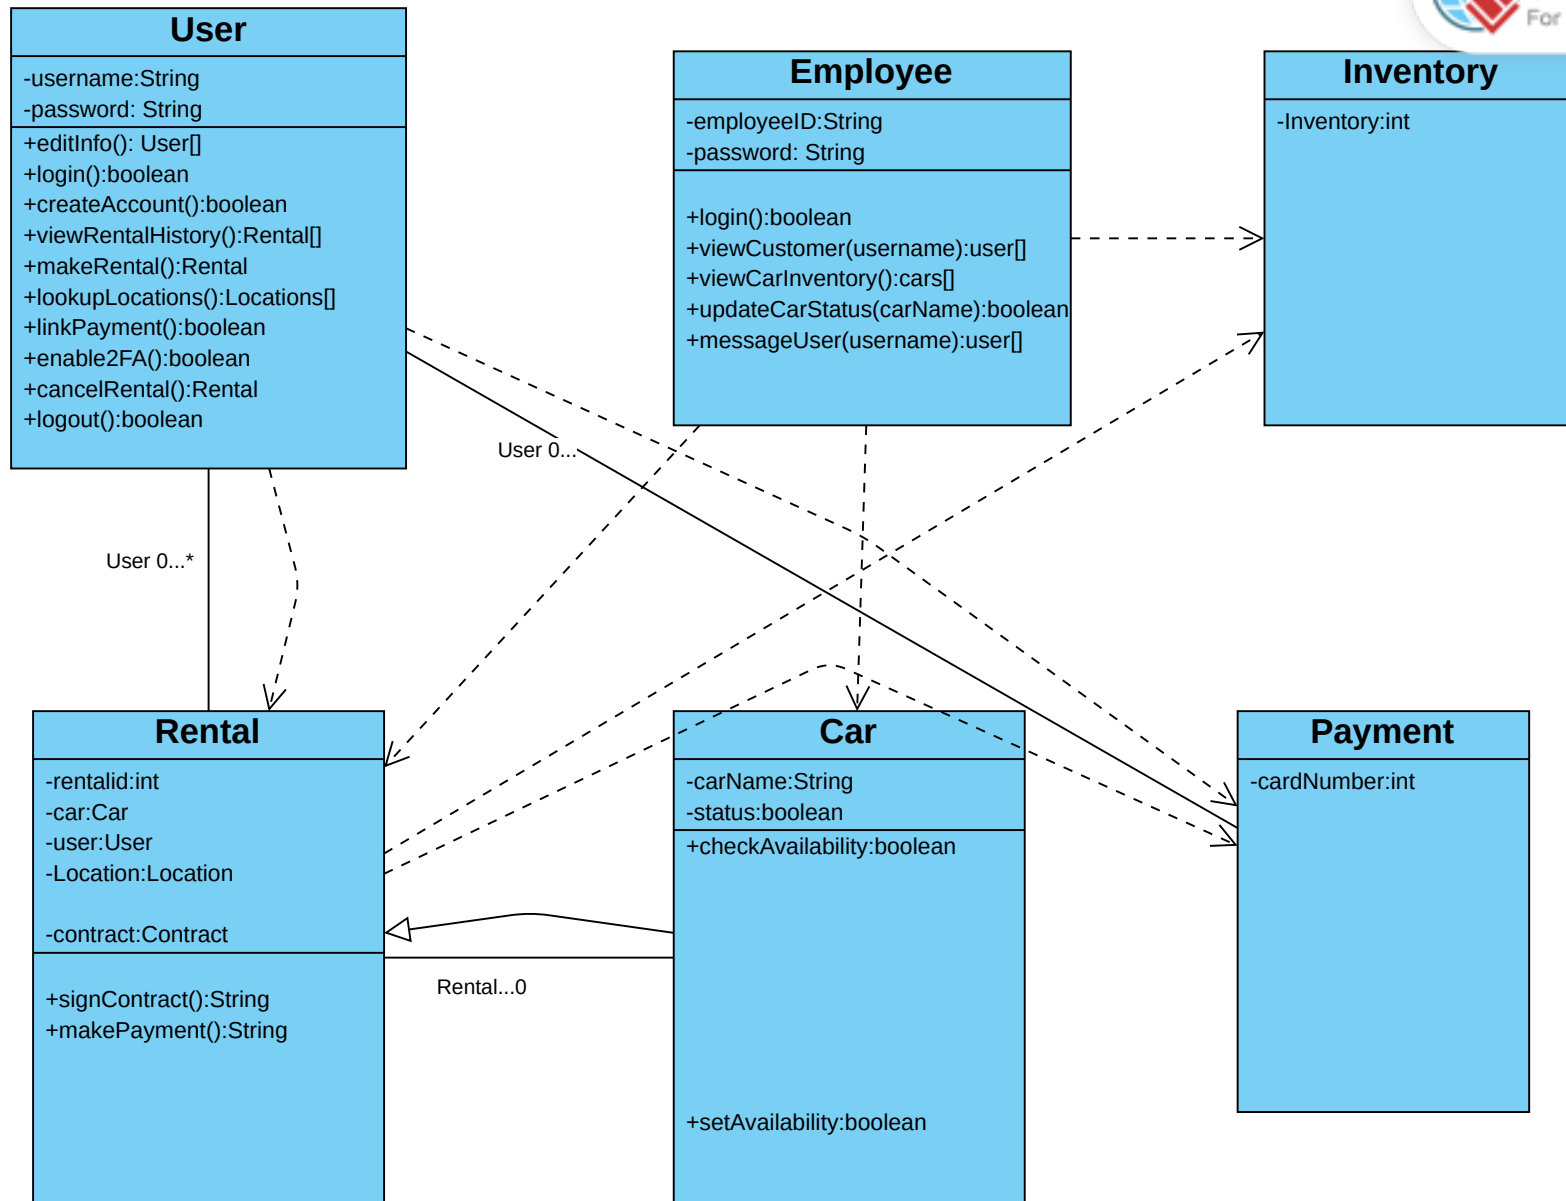 User
-username:String
-password: String
+editInfo(): User[]
+login():boolean
+createAccount():boolean
+viewRentalHistory():Rental[]
+makeRental():Rental
+lookupLocations():Locations[]
+linkPayment():boolean
+enable2FA():boolean
+cancelRental():Rental
+logout():boolean
Employee
-employeeID:String
-password: String
+login():boolean
+viewCustomer(username):user[]
+viewCarInventory():cars[]
+updateCarStatus(carName):boolean
+messageUser(username):user[]
For
Inventory
-Inventory:int
User 0...
User 0...*
Rental
-rentalid:int
-car:Car
-user:User
-Location:Location
-contract:Contract
+signContract():String
+makePayment():String
Rental...0
Car
-carName:String
-status:boolean
+checkAvailability:boolean
+setAvailability:boolean
Payment
-cardNumber:int